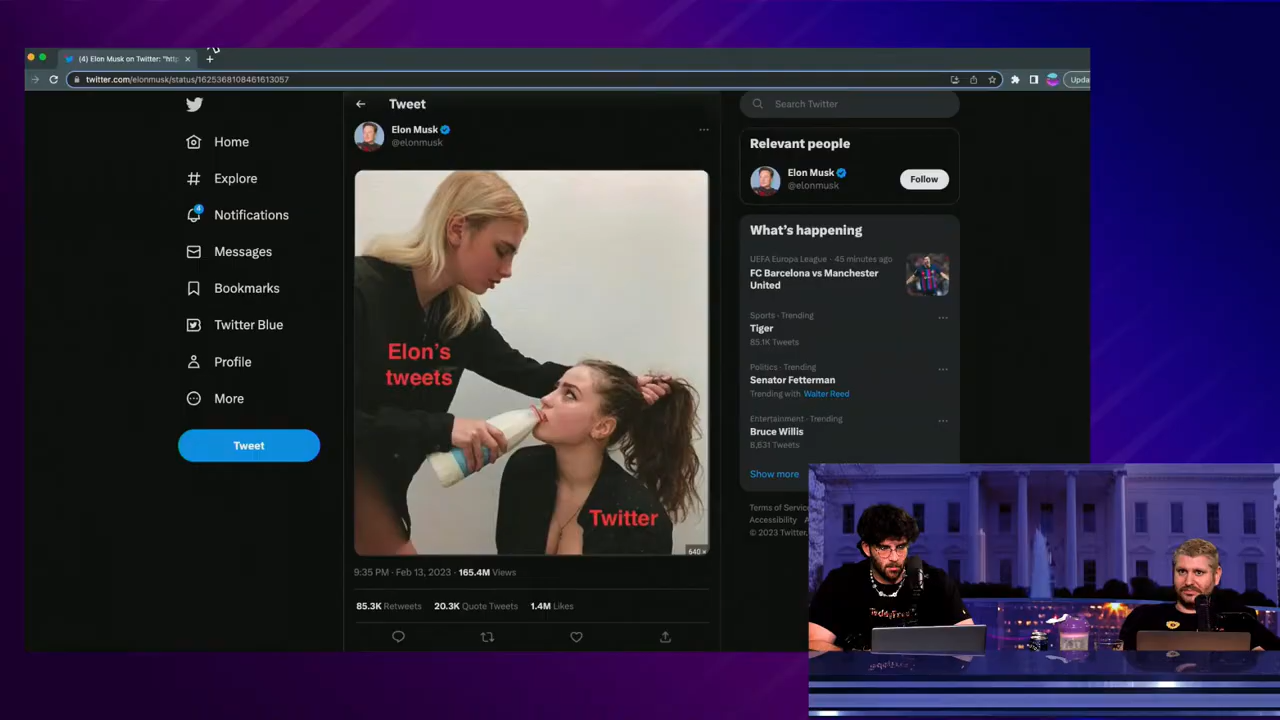 (4) Elon Musk on Twitter: "http
twitter.com/elonmusk/status/1625368108461613057
Upda
Home
Explore
4
Notifications
Messages
Bookmarks
Twitter Blue
Profile
More
Tweet
Tweet
Elon Musk
@elonmusk
Elon's
tweets
Twitter
640 ×
9:35 PM · Feb 13, 2023 · 165.4M Views
85.3K Retweets 20.3K Quote Tweets 1.4M Likes
Search Twitter
Relevant people
Elon Musk
@elonmusk
Follow
What's happening
UEFA Europa League · 45 minutes ago
FC Barcelona vs Manchester
United
Sports · Trending
Tiger
85.1K Tweets
Politics · Trending
Senator Fetterman
Trending with Walter Reed
Entertainment · Trending
Bruce Willis
8,831 Tweets
Show more
Terms of Service
Accessibility A
© 2023 Twitter,